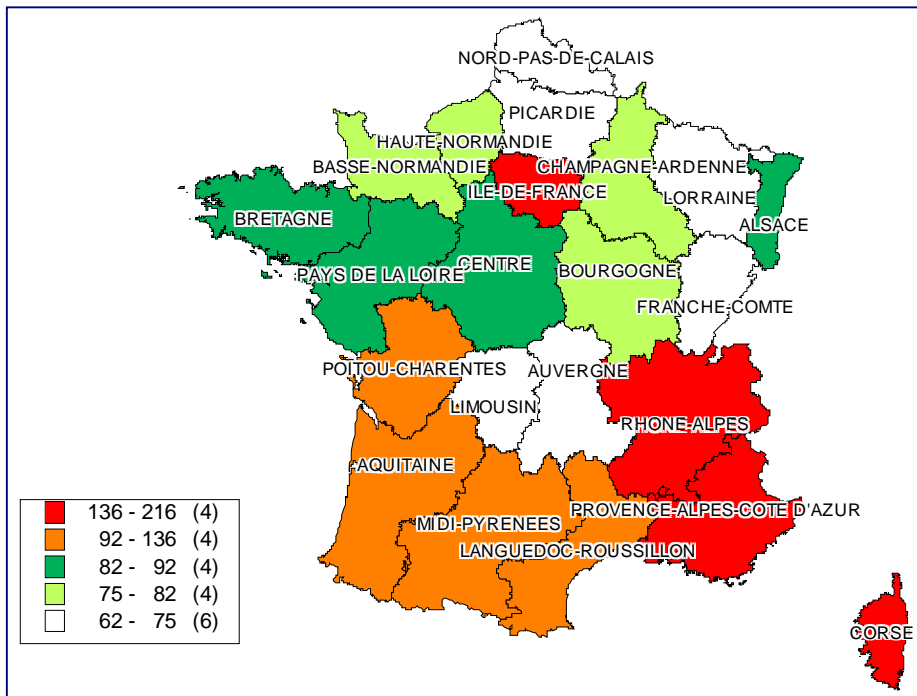 NORD-PAS-DE-CALAIS
PICARDIE
HAUTE-NORMANDIE
BASSE-NORMANDIE
CHAMPAGNE-ARDENNE
ILE-DE-FRANCE
LORRAINE
ALSACE
BRETAGNE
PAYS DE LA LOIRE
CENTRE
BOURGOGNE
FRANCHE-COMTE
POITOU-CHARENTES
AUVERGNE
LIMOUSIN
RHONE-ALPES
AQUITAINE
MIDI-PYRENEES
PROVENCE-ALPES-COTE D'AZUR
LANGUEDOC-ROUSSILLON
CORSE
136 - 216 (4)
92 - 136 (4)
82 - 92 (4)
75 - 82 (4)
62 - 75 (6)